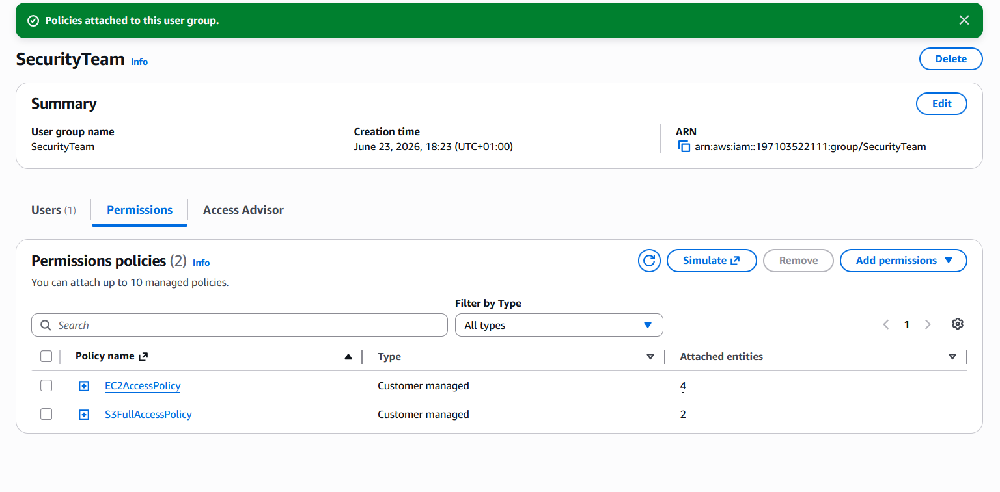 Policies attached to this user group.
SecurityTeam Info
Delete
Summary
Edit
User group name
SecurityTeam
Creation time
June 23, 2026, 18:23 (UTC+01:00)
ARN
arn:aws:iam::197103522111:group/SecurityTeam
Users (1)
Permissions
Access Advisor
Permissions policies (2) Info
Simulate
Remove
Add permissions
You can attach up to 10 managed policies.
Filter by Type
Search
All types
1
Policy name
Type
Attached entities
EC2AccessPolicy
Customer managed
4
S3FullAccessPolicy
Customer managed
2